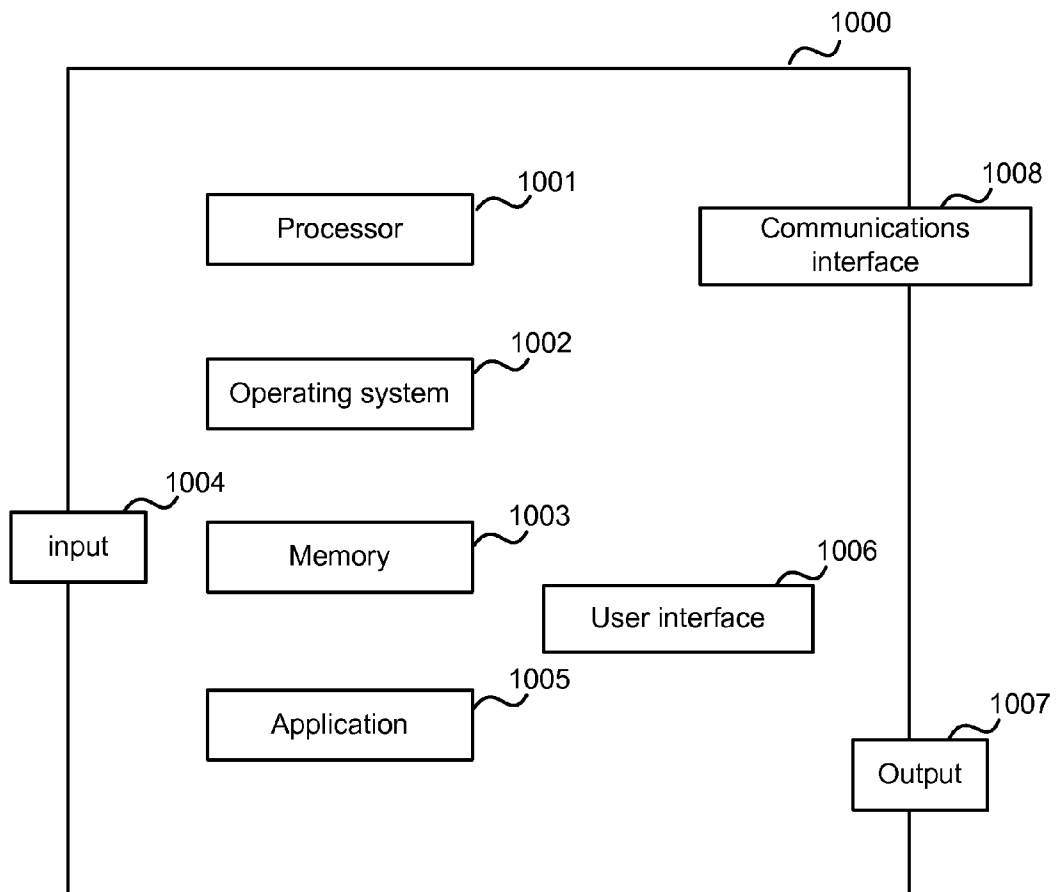 1000
1001
Processor
1008
Communications
interface
1002
Operating system
1004
input
1003
Memory
1006
User interface
1005
Application
1007
Output